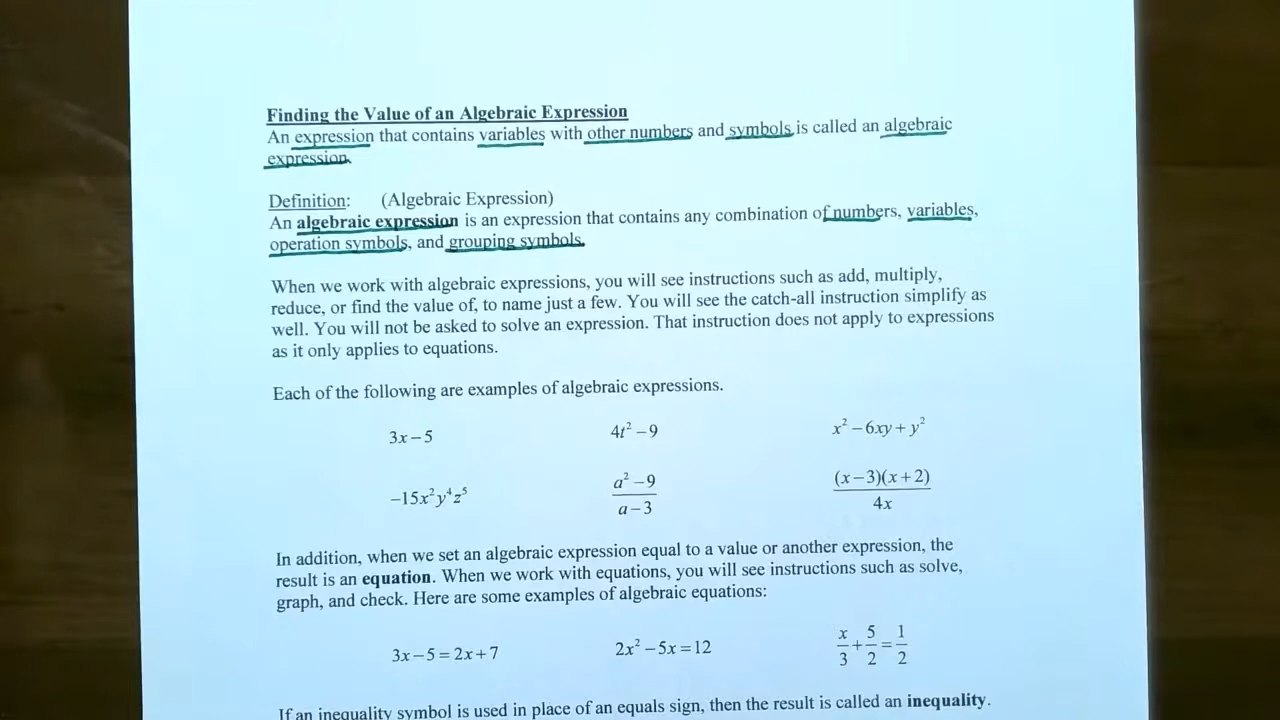 Finding the Value of an Algebraic Expression
An expression that contains variables with other numbers and symbols is called an algebraic
expression.
Definition: (Algebraic Expression)
An algebraic expression is an expression that contains any combination of numbers, variables,
operation symbols, and grouping symbols.
When we work with algebraic expressions, you will see instructions such as add, multiply,
reduce, or find the value of, to name just a few. You will see the catch-all instruction simplify as
well. You will not be asked to solve an expression. That instruction does not apply to expressions
as it only applies to equations.
Each of the following are examples of algebraic expressions.
3x−5 4t²−9 x²−6xy+y²
−15x²y⁴z⁵ (a²−9)/(a−3) (x−3)(x+2)/4x
In addition, when we set an algebraic expression equal to a value or another expression, the
result is an equation. When we work with equations, you will see instructions such as solve,
graph, and check. Here are some examples of algebraic equations:
3x−5=2x+7 2x²−5x=12 x/3+5/2=1/2
If an inequality symbol is used in place of an equals sign, then the result is called an inequality.